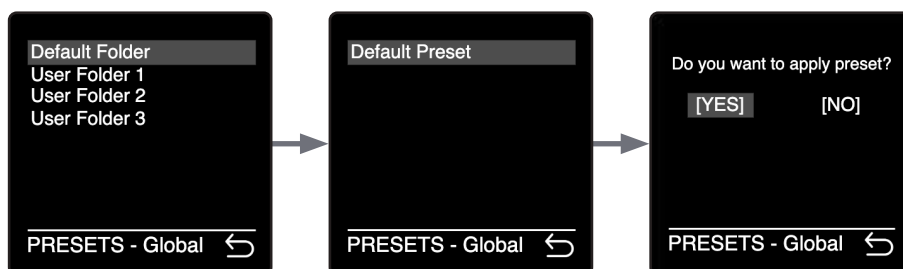 Default Folder
User Folder 1
User Folder 2
User Folder 3
PRESETS - Global
Default Preset
PRESETS - Global
Do you want to apply preset?
[YES] [NO]
PRESETS - Global